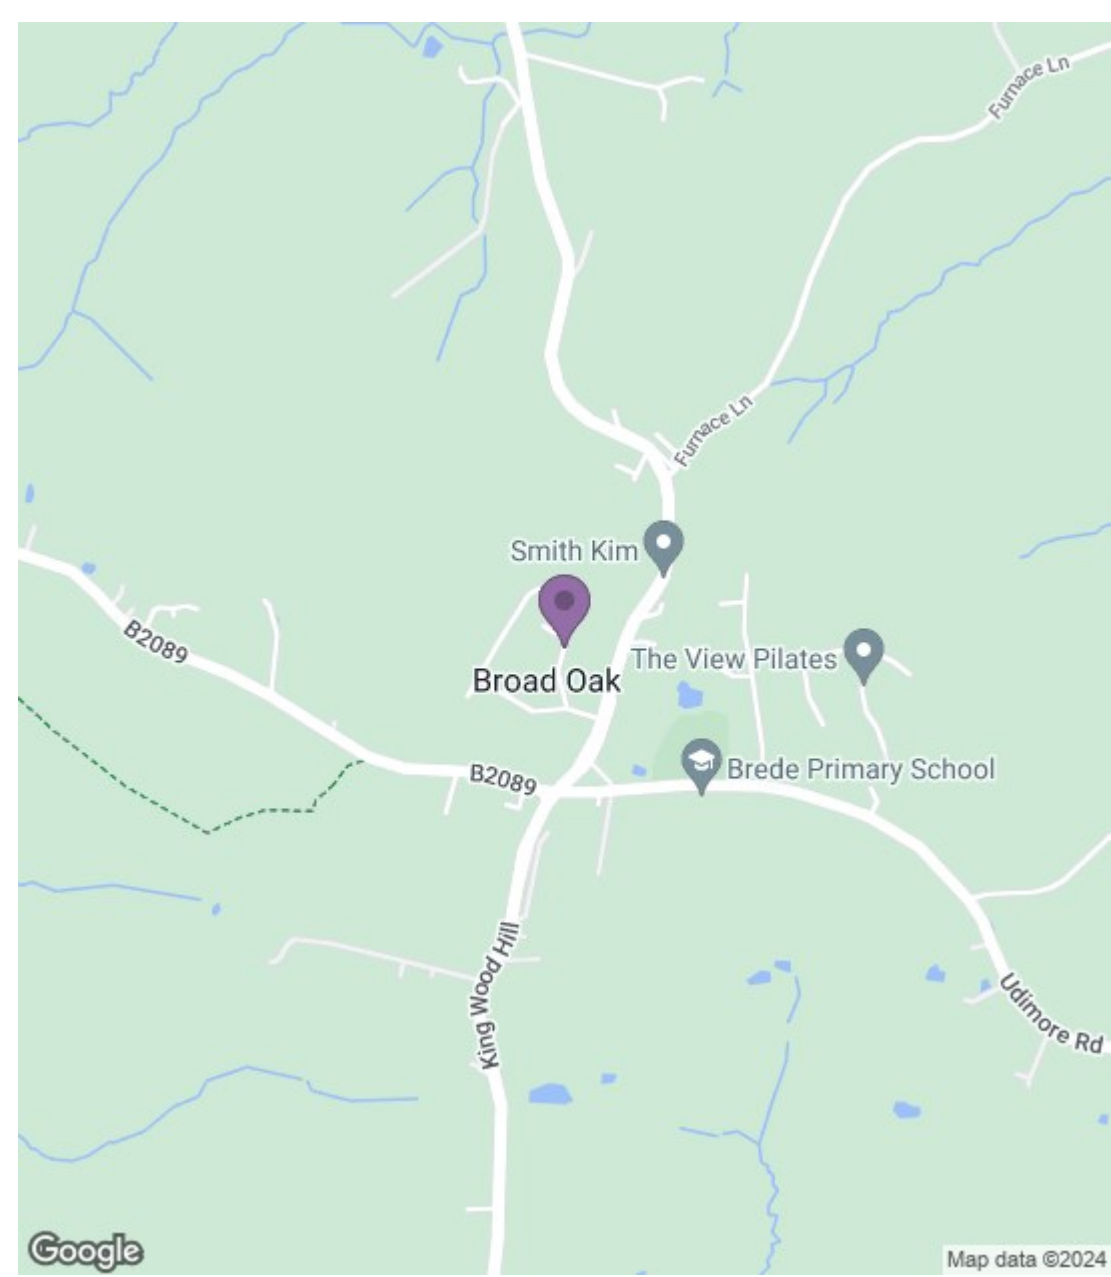 Furnace Ln
Furnace Ln
Smith Kim
B2089
The View Pilates
Broad Oak
B2089
Brede Primary School
King Wood Hill
Udimore Rd
Google
Map data ©2024